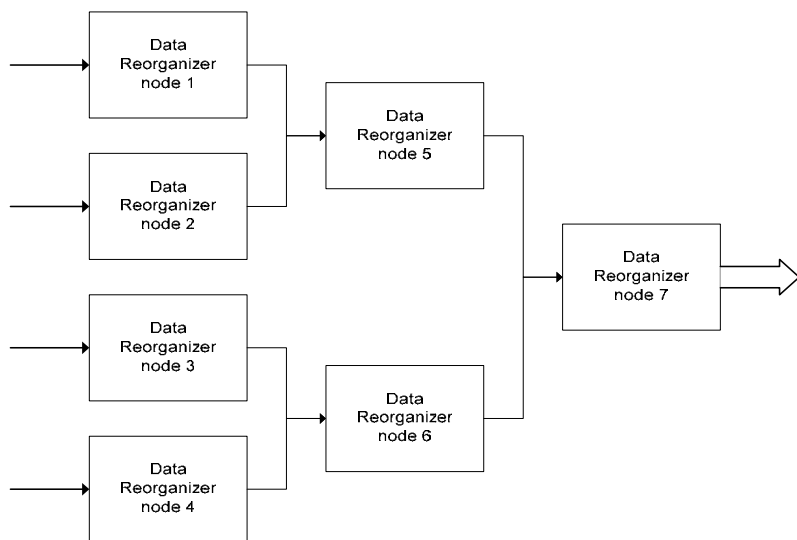 Data
Reorganizer
node 1
Data
Reorganizer
node 2
Data
Reorganizer
node 3
Data
Reorganizer
node 4
Data
Reorganizer
node 5
Data
Reorganizer
node 6
Data
Reorganizer
node 7